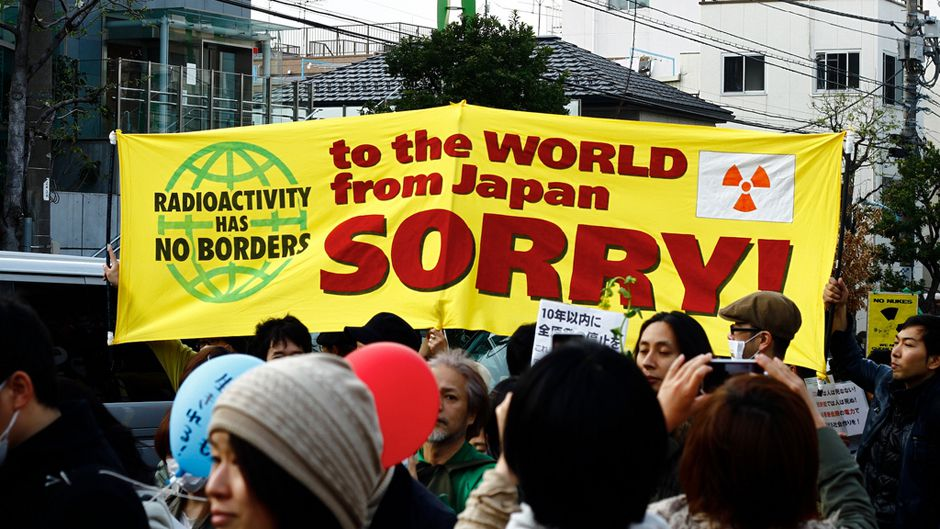 RADIOACTIVITY
HAS
NO BORDERS
to the WORLD
from Japan
SORRY!
10年以内に
NO NUKES